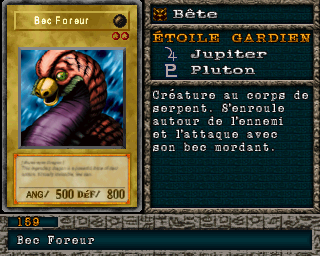 Bec Foreur
ANG/ 500 DÉF/ 800
Bête
ÉTOILE GARDIEN
Jupiter
Pluton
Créature au corps de
serpent. S'enroule
autour de l'ennemi
et l'attaque avec
son bec mordant.
159
Bec Foreur